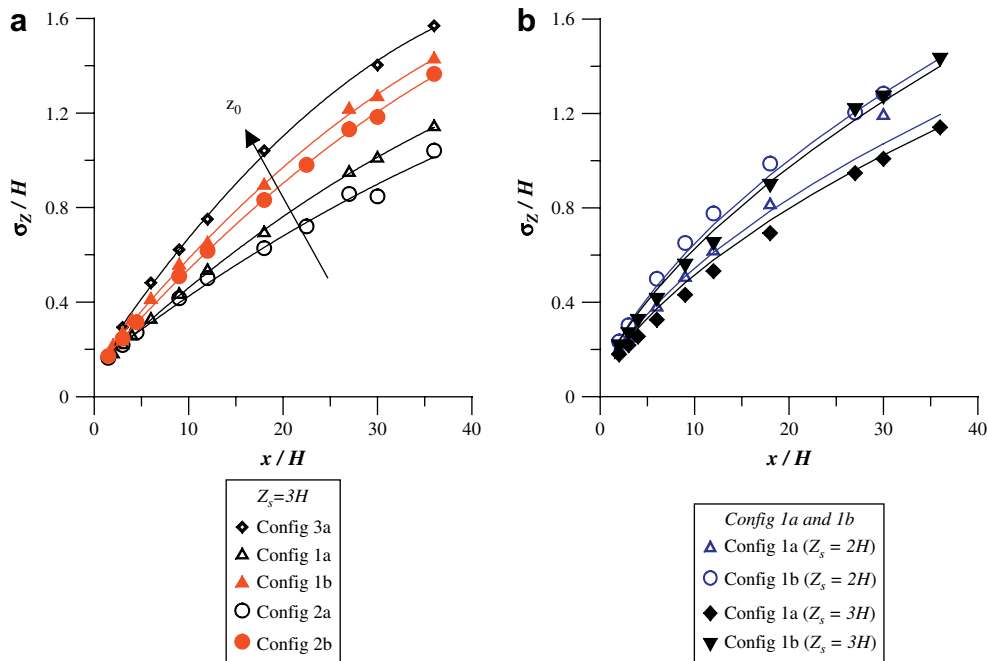 a
1.6
1.2
0.8
0.4
0
σZ / H
z0
0 10 20 30 40
x / H
Zs=3H
Config 3a
Config 1a
Config 1b
Config 2a
Config 2b
b
1.6
1.2
0.8
0.4
0
σZ / H
0 10 20 30 40
x / H
Config 1a and 1b
Config 1a (Zs = 2H)
Config 1b (Zs = 2H)
Config 1a (Zs = 3H)
Config 1b (Zs = 3H)